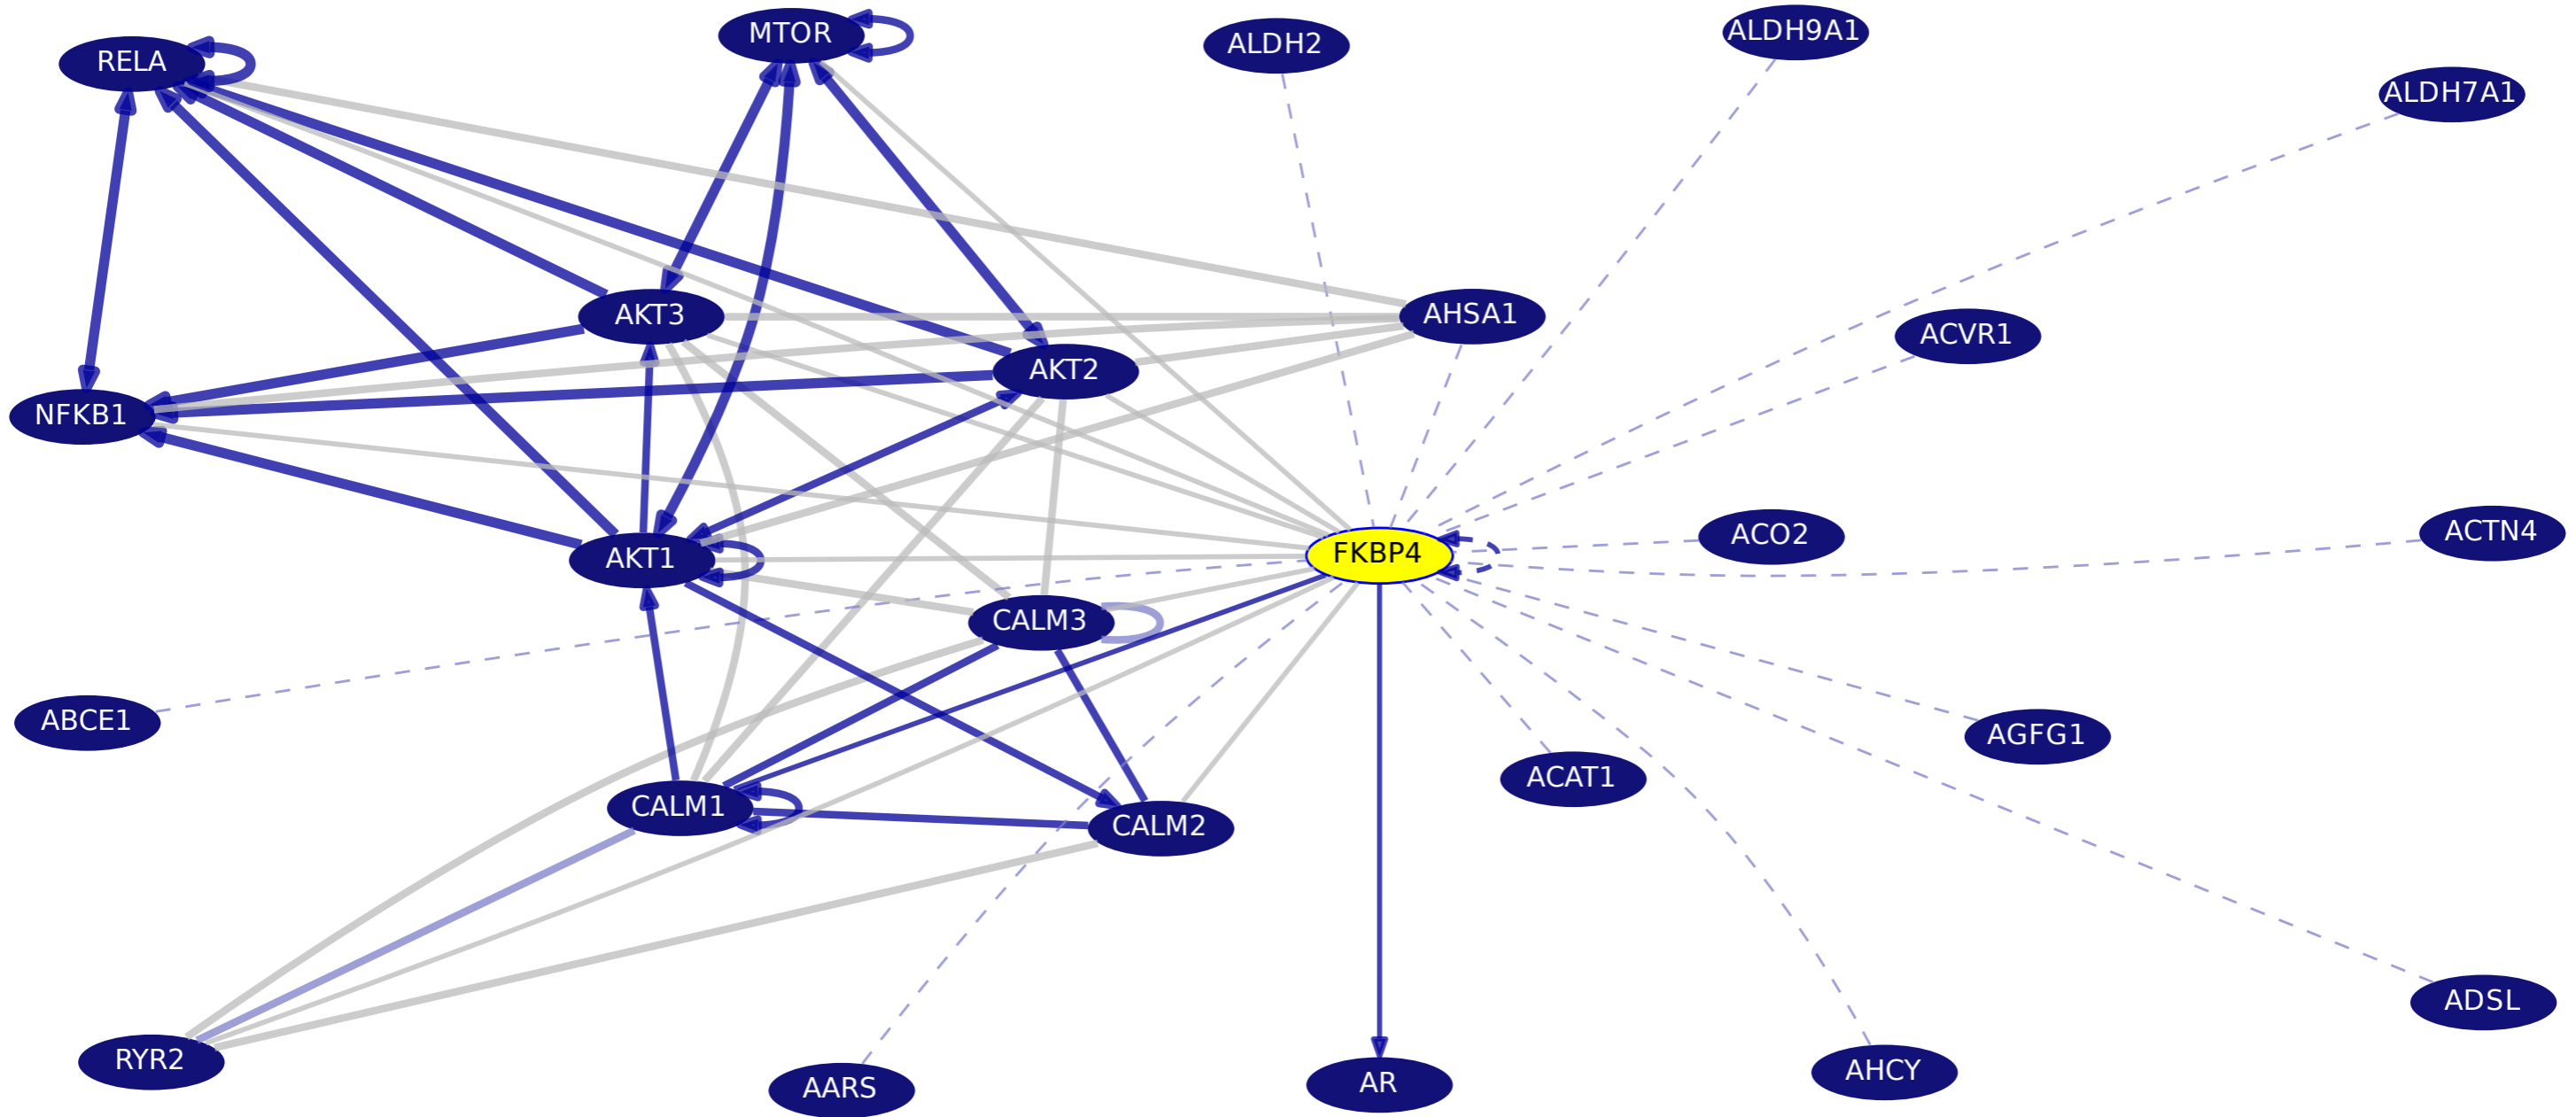 ALDH9A1
MTOR
ALDH2
RELA
ALDH7A1
AKT3
AHSA1
ACVR1
AKT2
NFKB1
ACTN4
ACO2
FKBP4
AKT1
CALM3
ABCE1
AGFG1
ACAT1
CALM1
CALM2
ADSL
RYR2
AHCY
AR
AARS